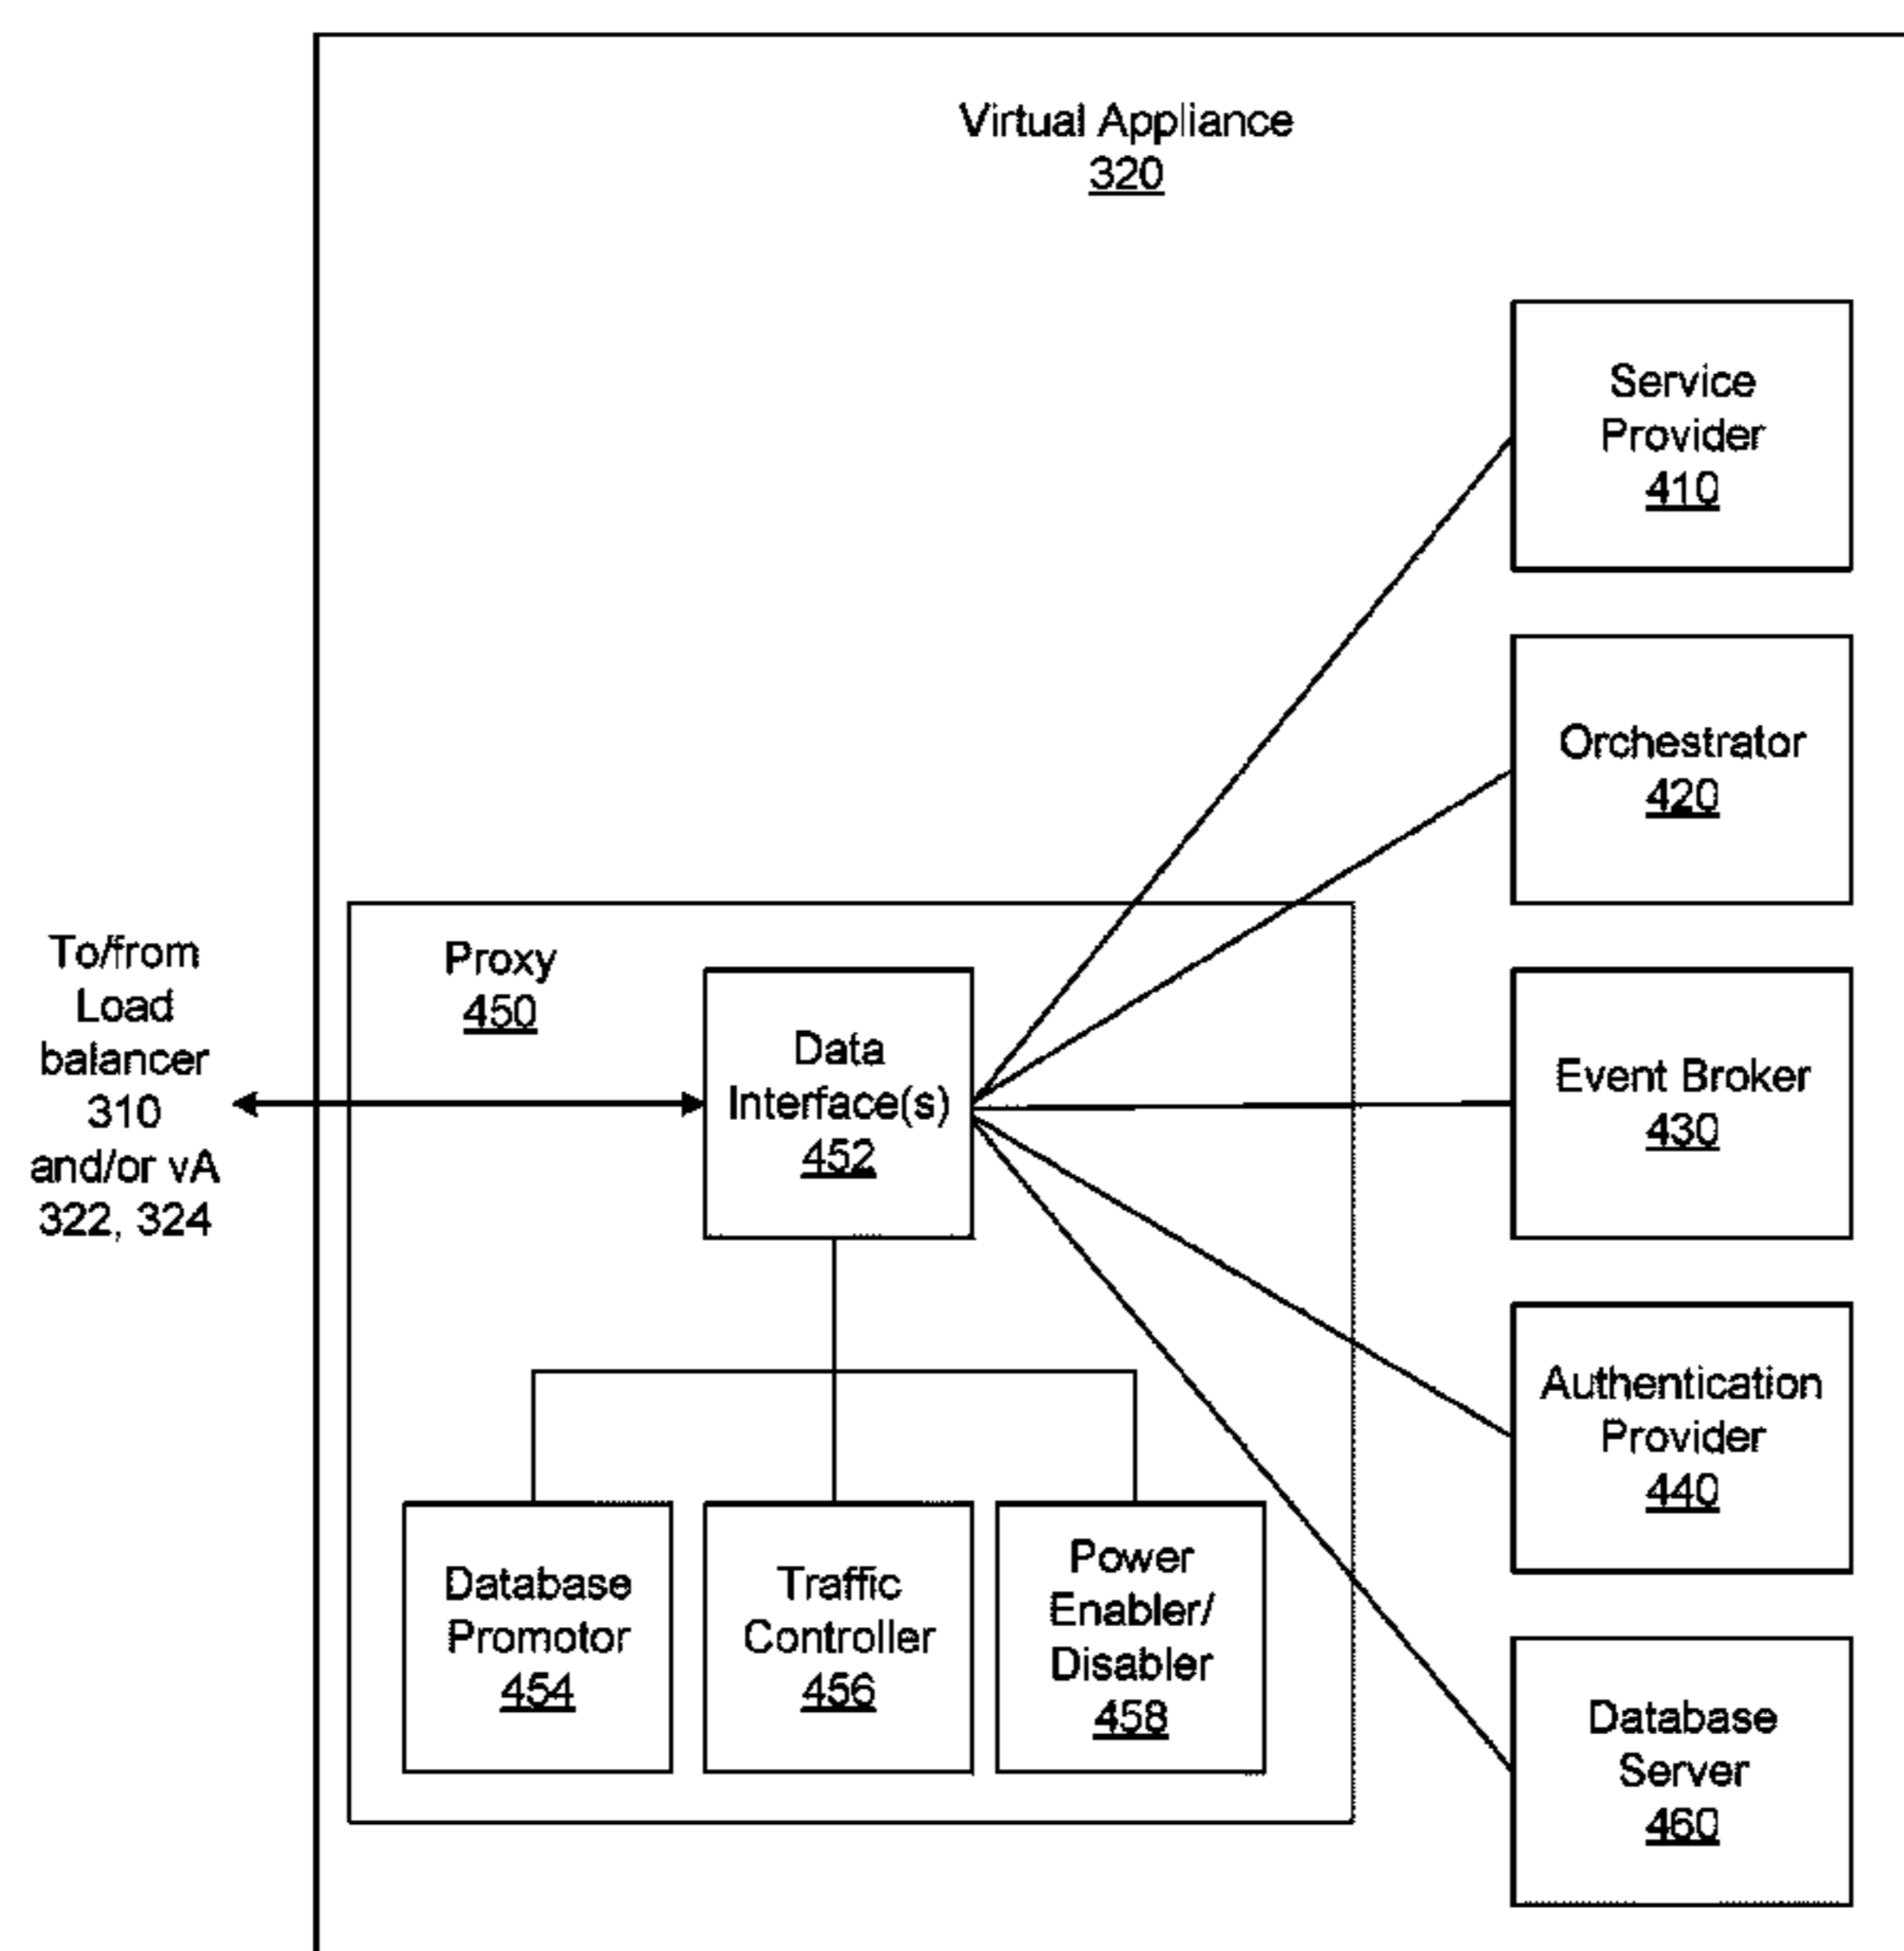 Virtual Appliance
320
Service
Provider
410
Orchestrator
420
To/from
Load
balancer
310
and/or vA
322, 324
Proxy
450
Data
Interface(s)
452
Event Broker
430
Authentication
Provider
440
Database
Promotor
454
Traffic
Controller
456
Power
Enabler/
Disabler
458
Database
Server
460